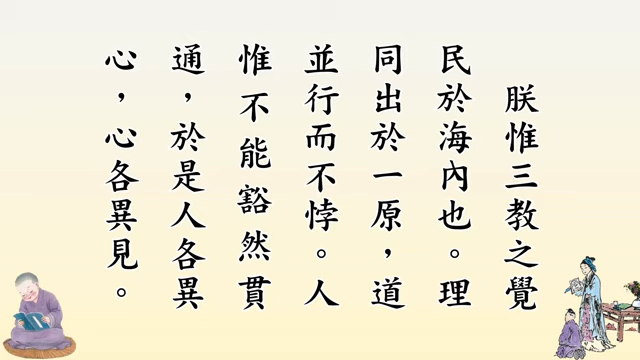 朕惟三教之覺
民於海內也。理
同出於一原，道
並行而不悖。人
惟不能豁然貫
通，於是人各異
心，心各異見。